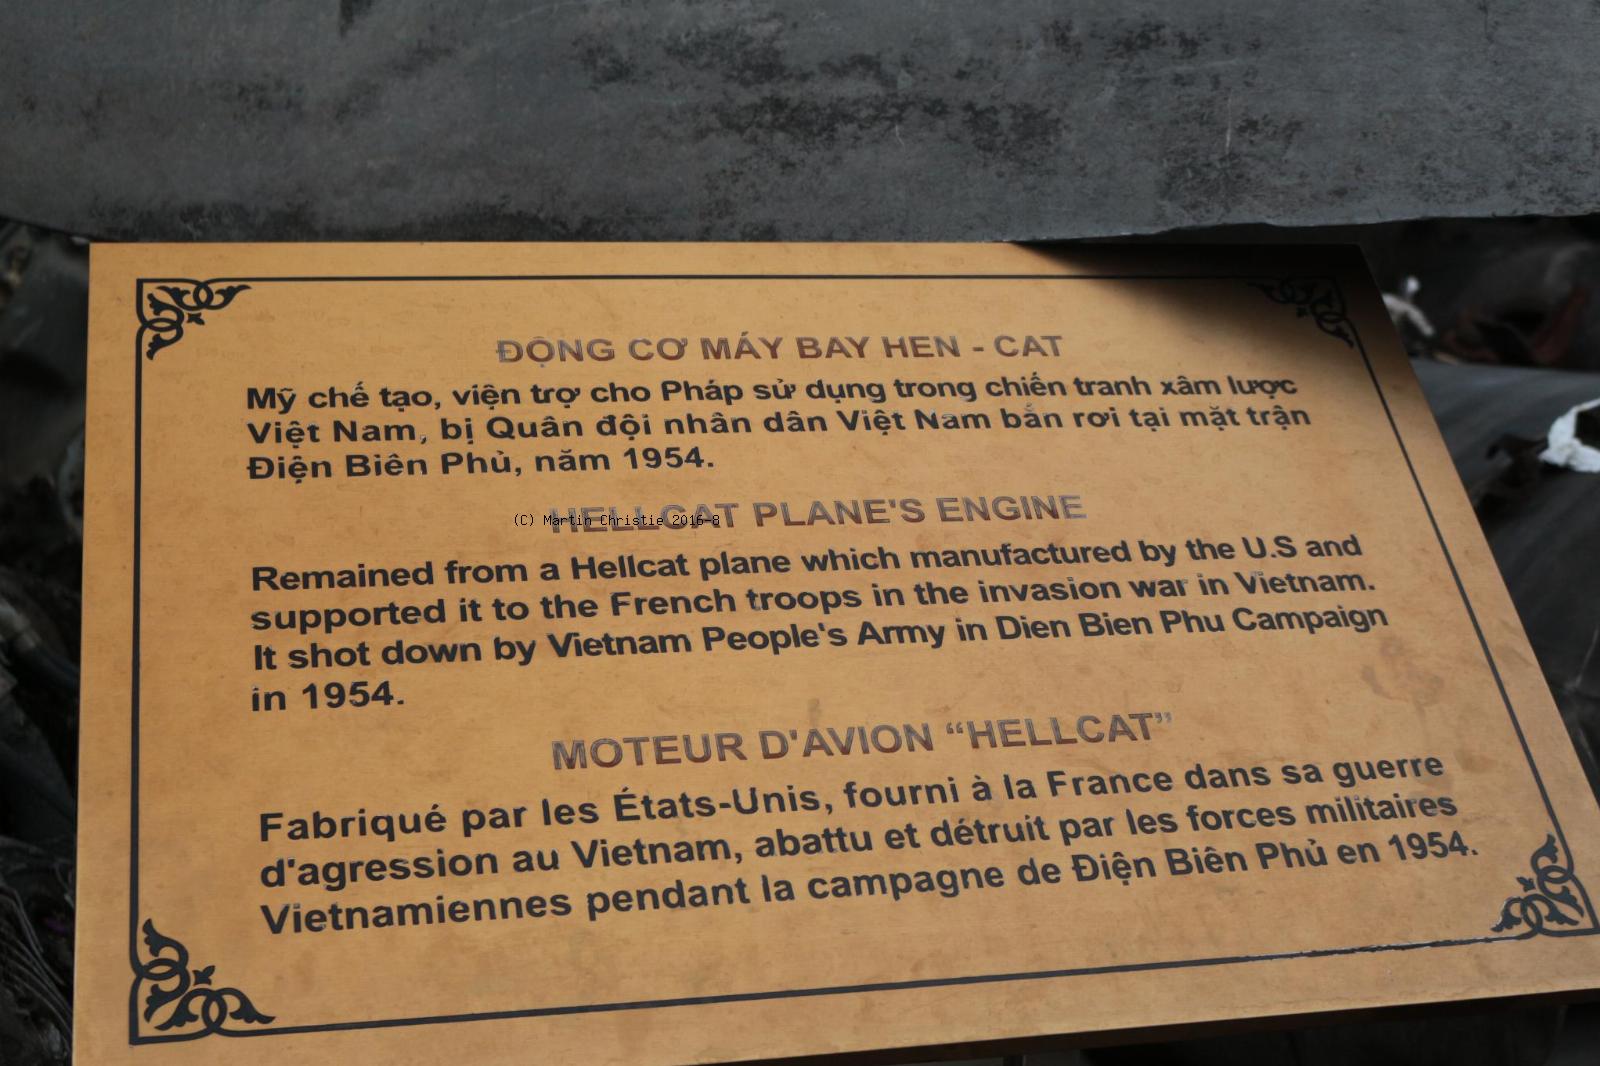 ĐỘNG CƠ MÁY BAY HEN - CAT
Mỹ chế tạo, viện trợ cho Pháp sử dụng trong chiến tranh xâm lược
Việt Nam, bị Quân đội nhân dân Việt Nam bắn rơi tại mặt trận
Điện Biên Phủ, năm 1954.
HELLCAT PLANE'S ENGINE
(C) Martin Christie 2016-8
Remained from a Hellcat plane which manufactured by the U.S and
supported it to the French troops in the invasion war in Vietnam.
It shot down by Vietnam People's Army in Dien Bien Phu Campaign
in 1954.
MOTEUR D'AVION “HELLCAT”
Fabriqué par les États-Unis, fourni à la France dans sa guerre
d'agression au Vietnam, abattu et détruit par les forces militaires
Vietnamiennes pendant la campagne de Điện Biên Phủ en 1954.